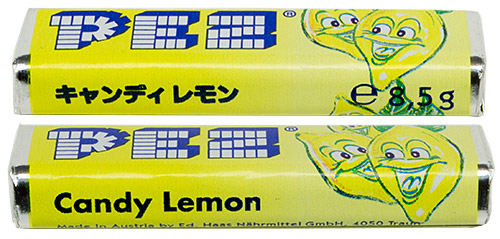 PEZ®
キャンディ レモン
℮ 8,5g
PEZ®
Candy Lemon
Made in Austria by Ed. Haas Nährmittel GmbH, 4050 Traun